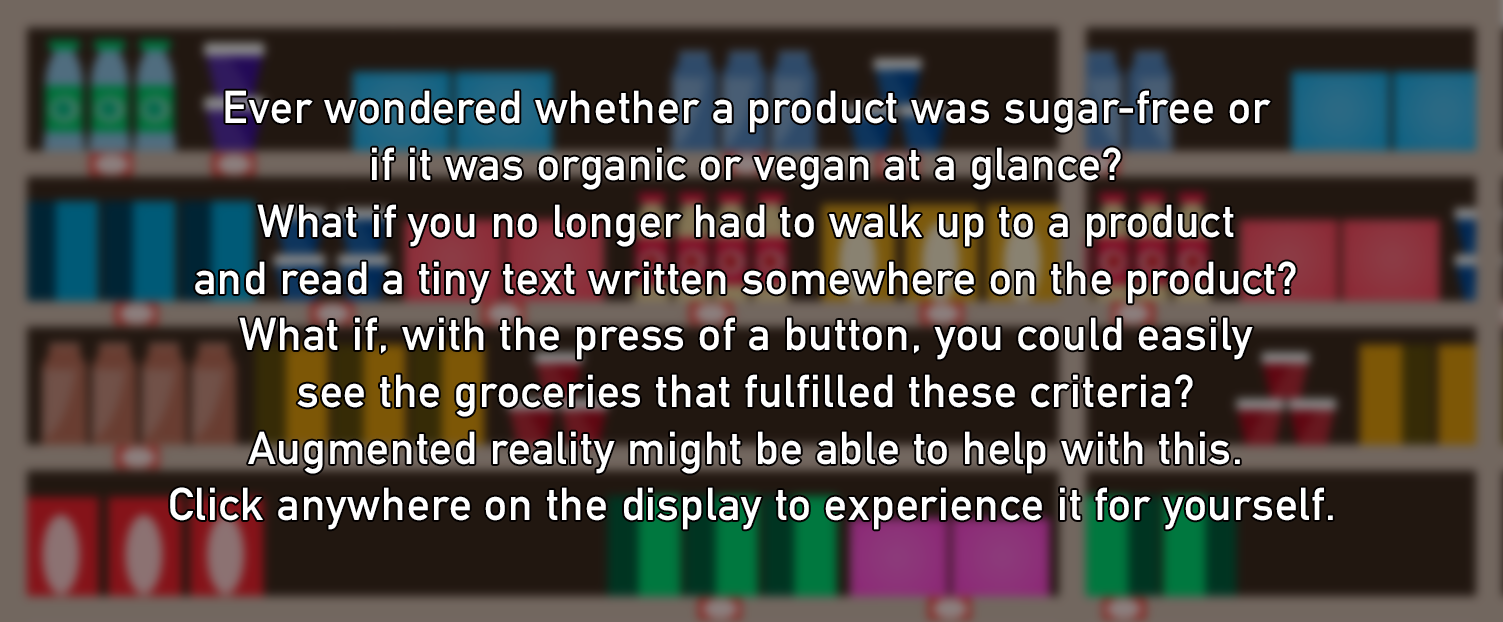 Ever wondered whether a product was sugar-free or
if it was organic or vegan at a glance?
What if you no longer had to walk up to a product
and read a tiny text written somewhere on the product?
What if, with the press of a button, you could easily
see the groceries that fulfilled these criteria?
Augmented reality might be able to help with this.
Click anywhere on the display to experience it for yourself.